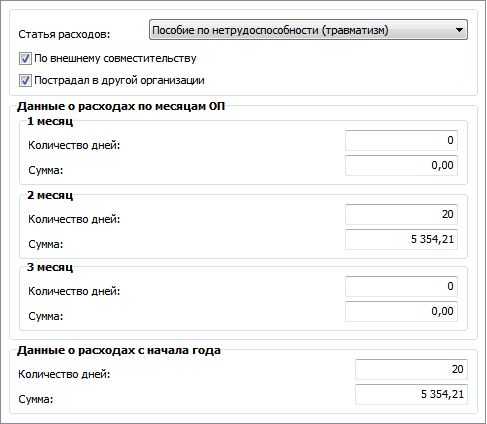 Статья расходов: Пособие по нетрудоспособности (травматизм)
По внешнему совместительству
Пострадал в другой организации
Данные о расходах по месяцам ОП
1 месяц
Количество дней: 0
Сумма: 0,00
2 месяц
Количество дней: 20
Сумма: 5 354,21
3 месяц
Количество дней: 0
Сумма: 0,00
Данные о расходах с начала года
Количество дней: 20
Сумма: 5 354,21